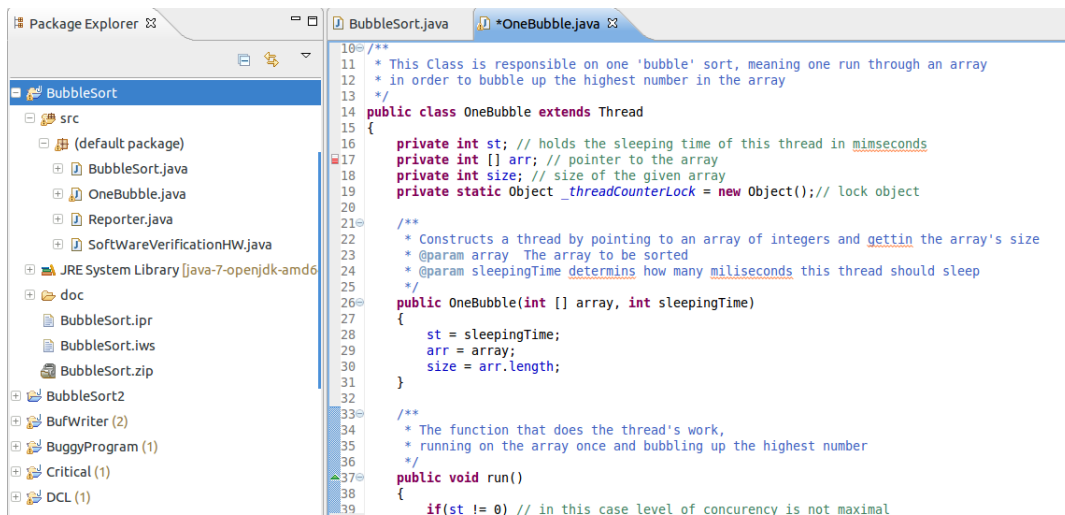 Package Explorer
BubbleSort
src
(default package)
BubbleSort.java
OneBubble.java
Reporter.java
SoftWareVerificationHW.java
JRE System Library [java-7-openjdk-amd6
doc
BubbleSort.ipr
BubbleSort.iws
BubbleSort.zip
BubbleSort2
BufWriter (2)
BuggyProgram (1)
Critical (1)
DCL (1)
BubbleSort.java
*OneBubble.java
10 /**
11  * This Class is responsible on one 'bubble' sort, meaning one run through an array
12  * in order to bubble up the highest number in the array
13  */
14 public class OneBubble extends Thread
15 {
16     private int st; // holds the sleeping time of this thread in mimseconds
17     private int [] arr; // pointer to the array
18     private int size; // size of the given array
19     private static Object _threadCounterLock = new Object();// lock object
20
21     /**
22      * Constructs a thread by pointing to an array of integers and gettin the array's size
23      * @param array  The array to be sorted
24      * @param sleepingTime determins how many miliseconds this thread should sleep
25      */
26     public OneBubble(int [] array, int sleepingTime)
27     {
28         st = sleepingTime;
29         arr = array;
30         size = arr.length;
31     }
32
33     /**
34      * The function that does the thread's work,
35      * running on the array once and bubbling up the highest number
36      */
37     public void run()
38     {
39         if(st != 0) // in this case level of concurency is not maximal